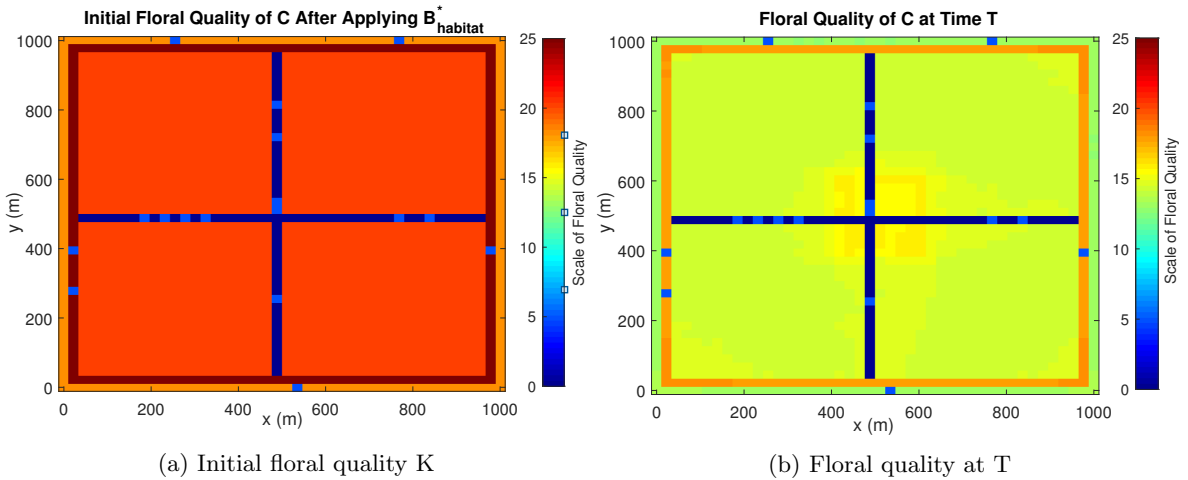 Initial Floral Quality of C After Applying B*habitat
1000
800
600
400
200
0
y (m)
0 200 400 600 800 1000
x (m)
25
20
15
10
5
0
Scale of Floral Quality
(a) Initial floral quality K
Floral Quality of C at Time T
1000
800
600
400
200
0
y (m)
0 200 400 600 800 1000
x (m)
25
20
15
10
5
0
Scale of Floral Quality
(b) Floral quality at T